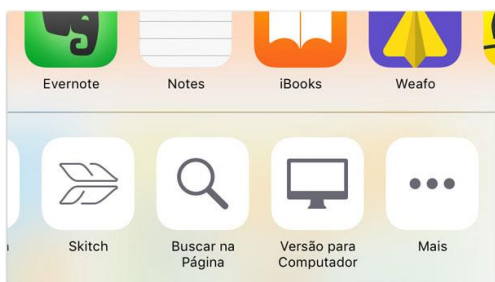 Evernote
Notes
iBooks
Weafo
Skitch
Buscar na
Página
Versão para
Computador
Mais